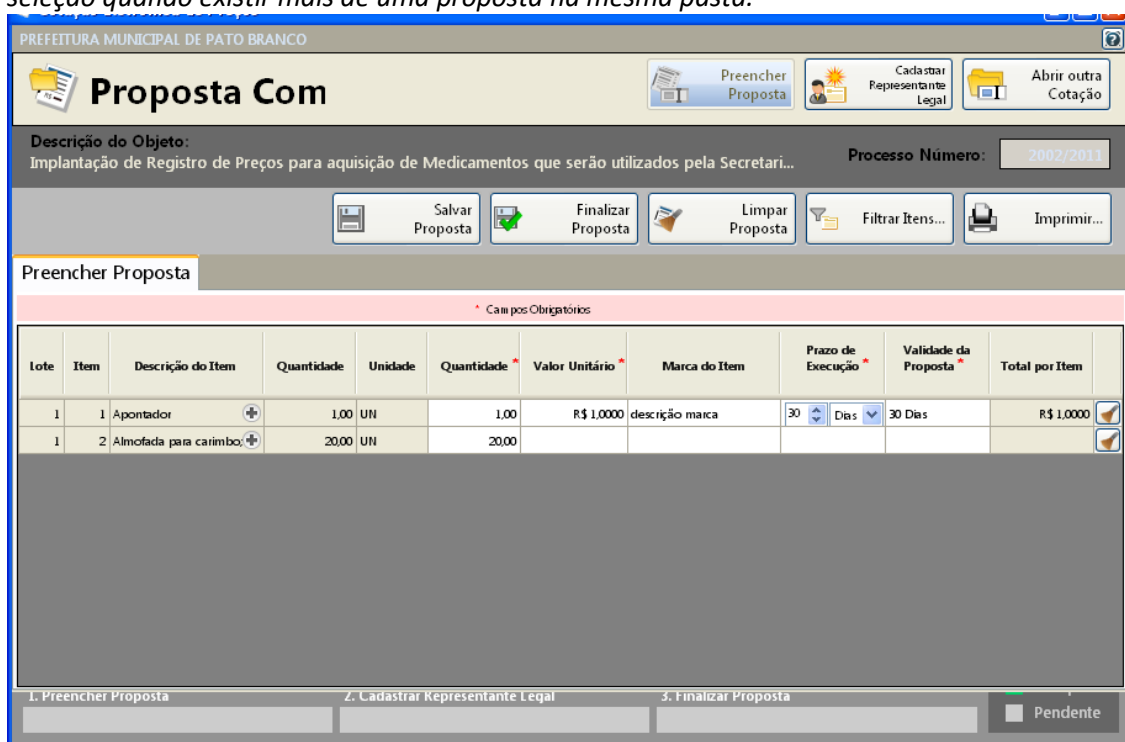 seleção quando existir mais de uma proposta na mesma pasta.
PREFEITURA MUNICIPAL DE PATO BRANCO
Proposta Com
Preencher
Proposta
Cadastrar
Representante
Legal
Abrir outra
Cotação
Descrição do Objeto:
Implantação de Registro de Preços para aquisição de Medicamentos que serão utilizados pela Secretari...
Processo Número:
2002/2011
Salvar
Proposta
Finalizar
Proposta
Limpar
Proposta
Filtrar Itens...
Imprimir...
Preencher Proposta
* Campos Obrigatórios
Lote Item Descrição do Item Quantidade Unidade Quantidade * Valor Unitário * Marca do Item Prazo de Execução * Validade da Proposta * Total por Item
1 1 Apontador 1,00 UN 1,00 R$ 1,0000 descrição marca 30 Dias 30 Dias R$ 1,0000
1 2 Almofada para carimbo; 20,00 UN 20,00
1. Preencher Proposta 2. Cadastrar Representante Legal 3. Finalizar Proposta
Pendente